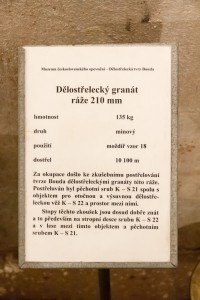 Muzeum československého opevnění - Dělostřelecká tvrz Bouda
Dělostřelecký granát
ráže 210 mm
hmotnost 135 kg
druh minový
použití moždíř vzor 18
dostřel 10 100 m
Za okupace došlo ke zkušebnímu postřelování
tvrze Bouda dělostřeleckými granáty této ráže.
Postřelován byl pěchotní srub K – S 21 spolu s
objektem pro otočnou a výsuvnou dělostře-
leckou věž K – S 22 a prostor mezi nimi.
Stopy těchto zkoušek jsou dosud dobře znát
a to především na stropní desce srubu K – S 22
a v lese mezi tímto objektem a pěchotním
srubem K – S 21.